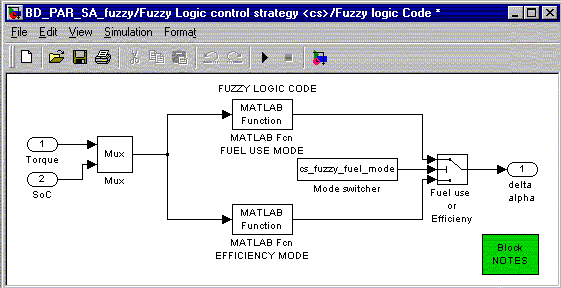 BD_PAR_SA_fuzzy/Fuzzy Logic control strategy <cs>/Fuzzy logic Code *
File Edit View Simulation Format
FUZZY LOGIC CODE
MATLAB
Function
MATLAB Fcn
FUEL USE MODE
1
Torque
2
SoC
Mux
Mux
cs_fuzzy_fuel_mode
Mode switcher
Fuel use
or
Efficieny
1
delta
alpha
MATLAB
Function
MATLAB Fcn
EFFICIENCY MODE
Block
NOTES